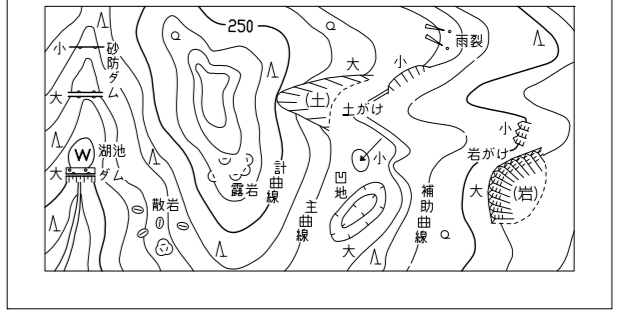 250
小
砂防ダム
大
W
湖池
大
ダーム
散岩
露岩
計曲線
主曲線
大
(土)
土がけ
小
雨裂
小
凹地
大
補助曲線
小
岩がけ
大
(岩)